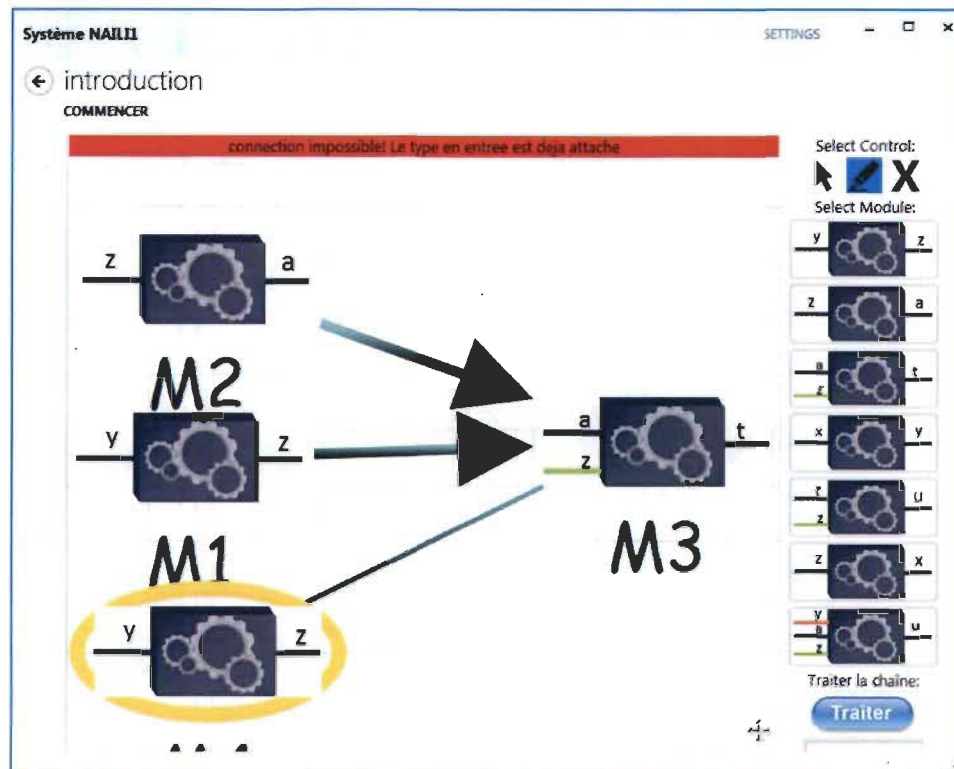 Système NAILI1
SETTINGS
introduction
COMMENCER
connection impossible! Le type en entree est deja attache
Select Control:
Select Module:
y z
z a
a t
z
x y
t u
z
z x
y
a u
z
Traiter la chaîne:
Traiter
z a
M2
y z
M1
y z
a t
z
M3